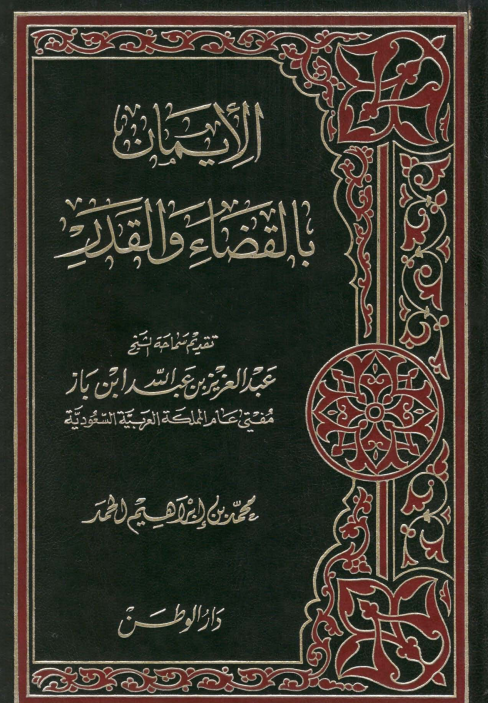 الإيمان
بالقضاء والقدر
تقديم سماحة الشيخ
عبد العزيز بن عبد الله ابن باز
مفتي عام المملكة العربية السعودية
محمد بن إبراهيم الحمد
دار الوطن